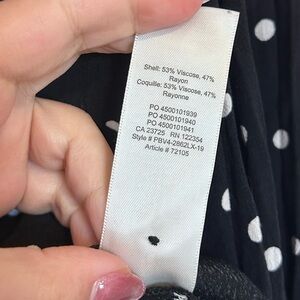 Shell: 53% Viscose, 47%
Rayon
Coquille: 53% Viscose, 47%
Rayonne
PO 4500101939
PO 4500101940
PO 4500101941
CA 23725 RN 122354
Style # PBV4-2862LX-19
Article # 72105